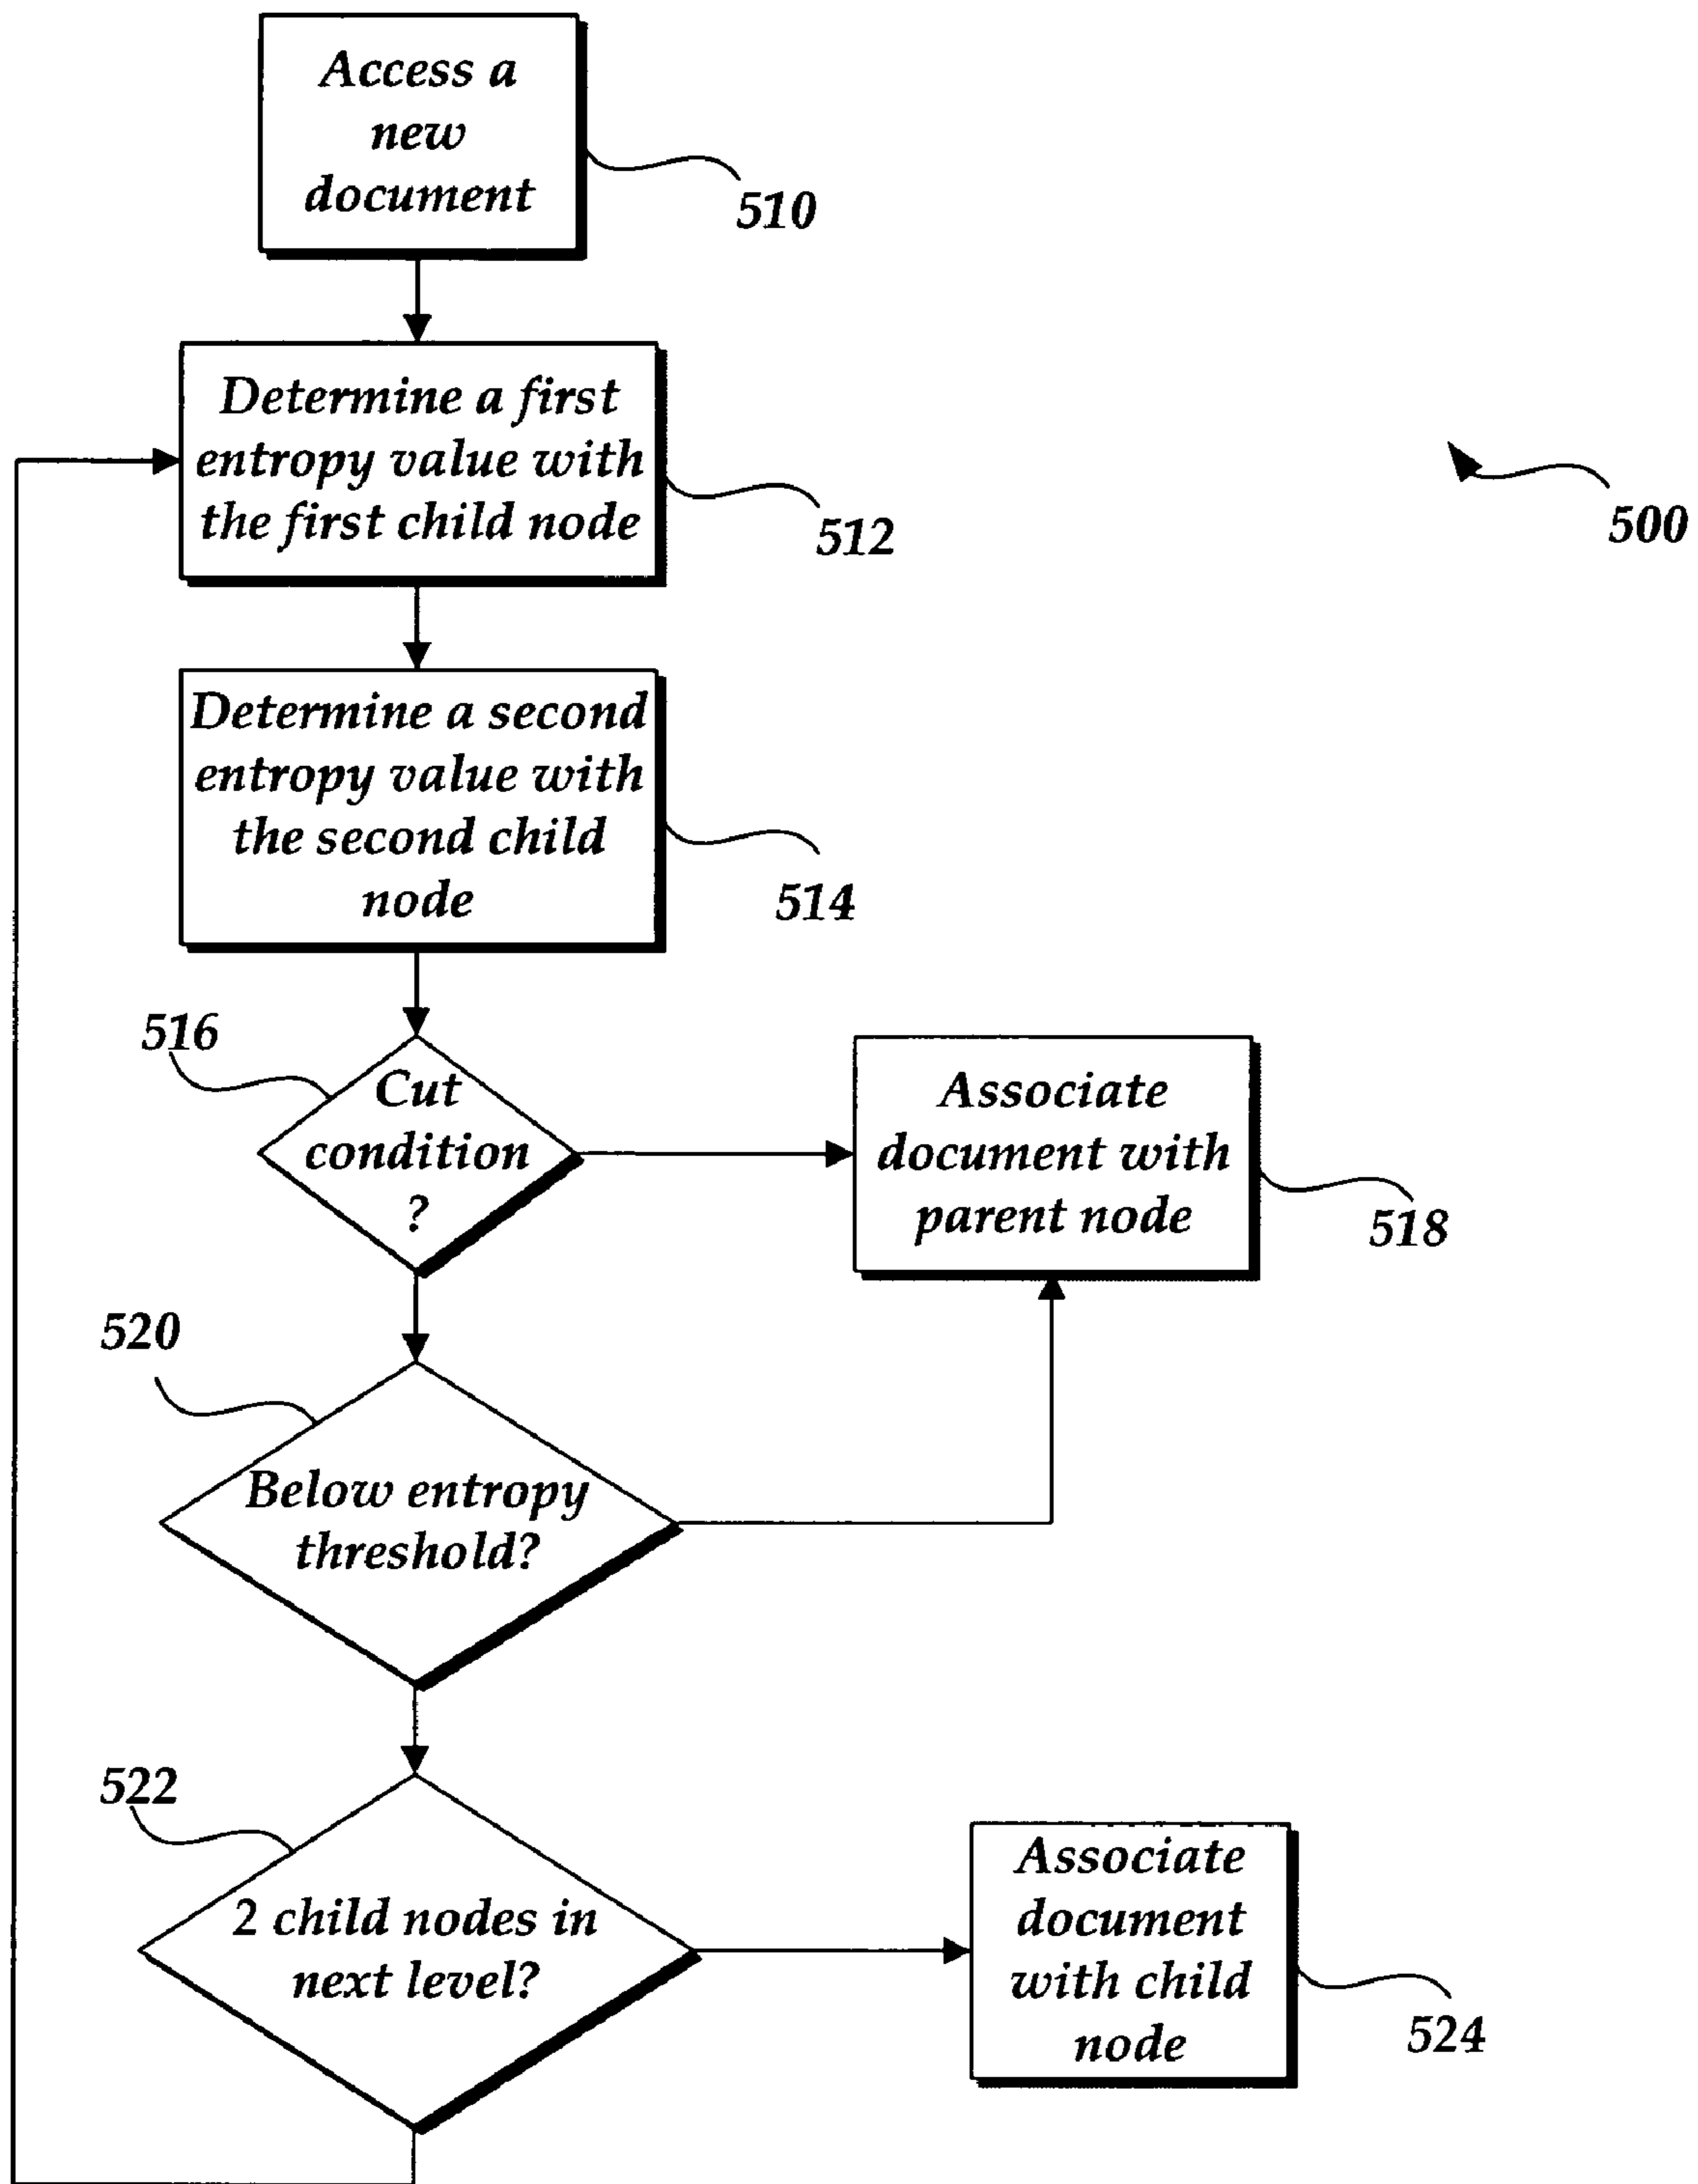 Access a
new
document
510
Determine a first
entropy value with
the first child node
512
500
Determine a second
entropy value with
the second child
node
514
516
Cut
condition
?
Associate
document with
parent node
518
520
Below entropy
threshold?
522
2 child nodes in
next level?
Associate
document
with child
node
524